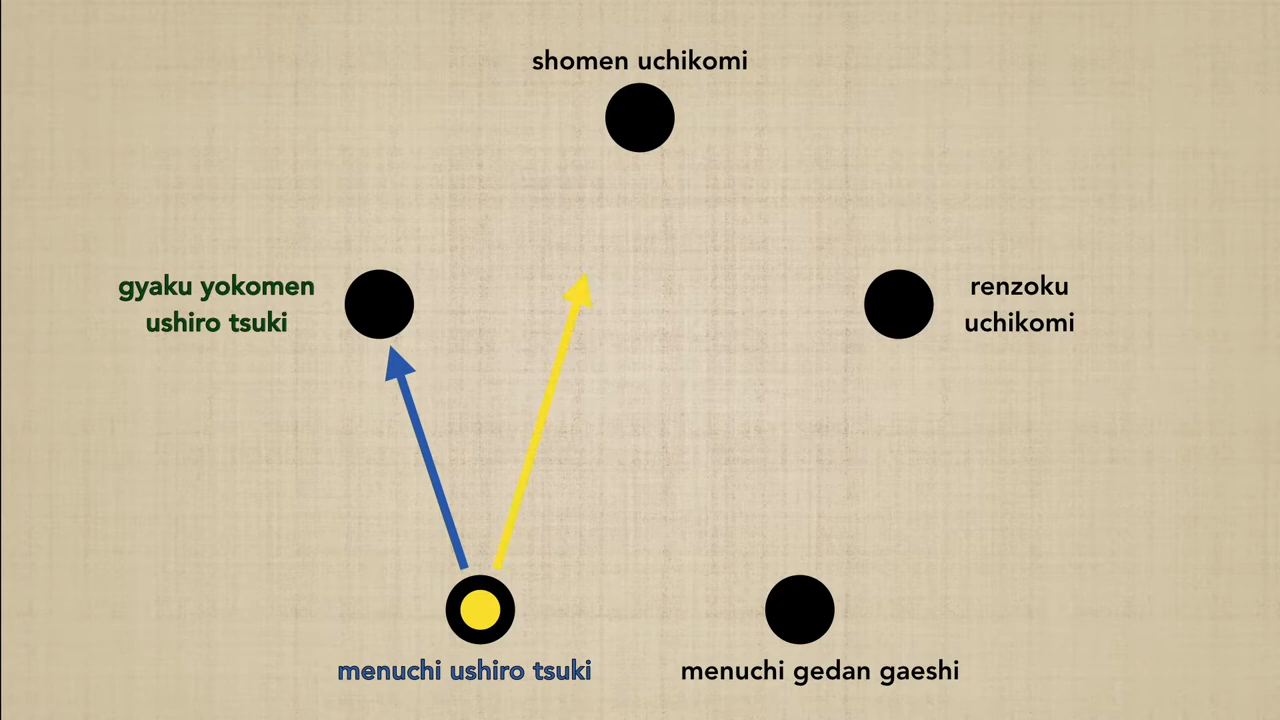 shomen uchikomi
gyaku yokomen
ushiro tsuki
renzoku
uchikomi
menuchi ushiro tsuki
menuchi gedan gaeshi